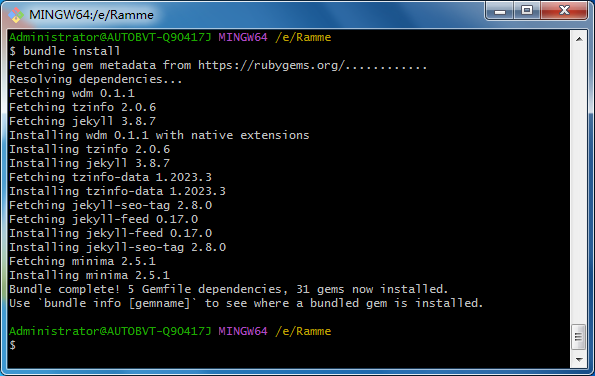 MINGW64:/e/Ramme
Administrator@AUTOBVT-Q9O417J MINGW64 /e/Ramme
$ bundle install
Fetching gem metadata from https://rubygems.org/............
Resolving dependencies...
Fetching wdm 0.1.1
Fetching tzinfo 2.0.6
Fetching jekyll 3.8.7
Installing wdm 0.1.1 with native extensions
Installing tzinfo 2.0.6
Installing jekyll 3.8.7
Fetching tzinfo-data 1.2023.3
Installing tzinfo-data 1.2023.3
Fetching jekyll-seo-tag 2.8.0
Fetching jekyll-feed 0.17.0
Installing jekyll-feed 0.17.0
Installing jekyll-seo-tag 2.8.0
Fetching minima 2.5.1
Installing minima 2.5.1
Bundle complete! 5 Gemfile dependencies, 31 gems now installed.
Use `bundle info [gemname]` to see where a bundled gem is installed.
Administrator@AUTOBVT-Q9O417J MINGW64 /e/Ramme
$